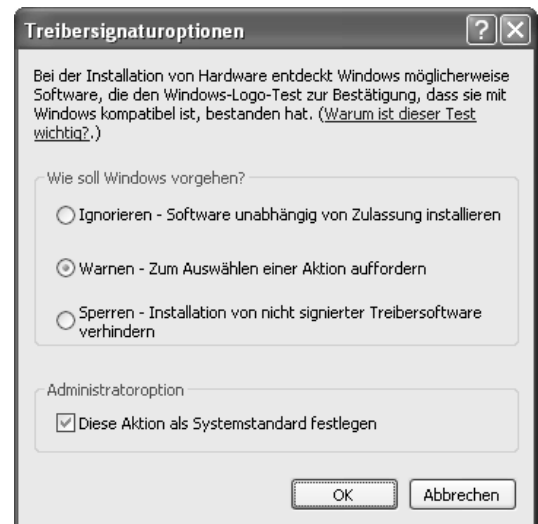 Treibersignaturoptionen
Bei der Installation von Hardware entdeckt Windows möglicherweise
Software, die den Windows-Logo-Test zur Bestätigung, dass sie mit
Windows kompatibel ist, bestanden hat. (Warum ist dieser Test
wichtig?.)
Wie soll Windows vorgehen?
Ignorieren - Software unabhängig von Zulassung installieren
Warnen - Zum Auswählen einer Aktion auffordern
Sperren - Installation von nicht signierter Treibersoftware
verhindern
Administratoroption
Diese Aktion als Systemstandard festlegen
OK
Abbrechen